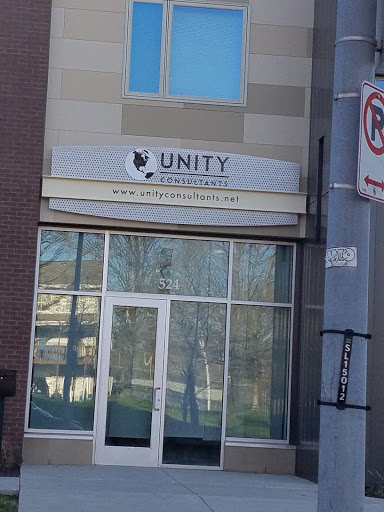 UNITY
CONSULTANTS
www.unityconsultants.net
524
SL15012